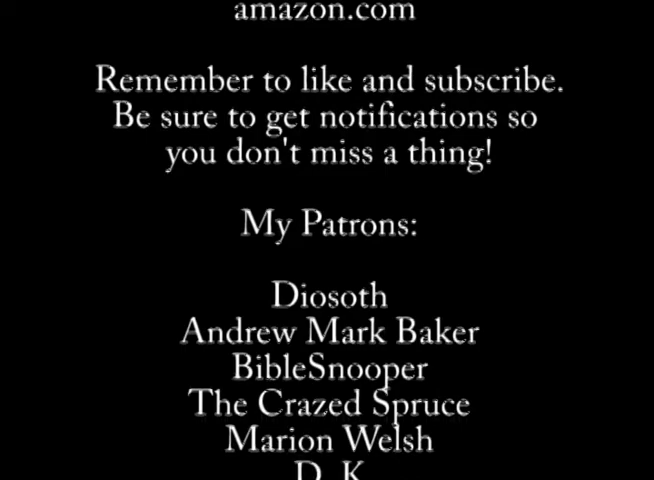 amazon.com
Remember to like and subscribe.
Be sure to get notifications so
you don't miss a thing!
My Patrons:
Diosoth
Andrew Mark Baker
BibleSnooper
The Crazed Spruce
Marion Welsh
D. K